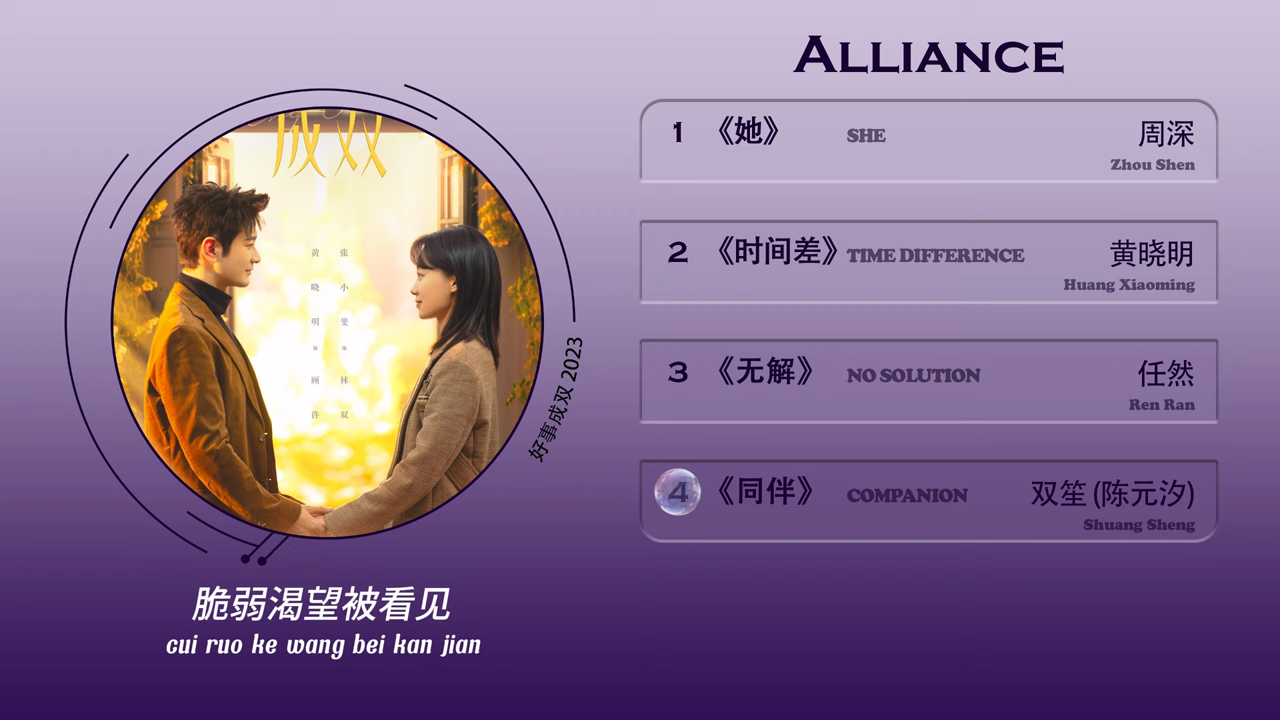 成双
黄晓明 饰 顾许
张小斐 饰 林双
好事成双 2023
脆弱渴望被看见
cui ruo ke wang bei kan jian
ALLIANCE
1 《她》 SHE 周深
Zhou Shen
2 《时间差》 TIME DIFFERENCE 黄晓明
Huang Xiaoming
3 《无解》 NO SOLUTION 任然
Ren Ran
4 《同伴》 COMPANION 双笙 (陈元汐)
Shuang Sheng